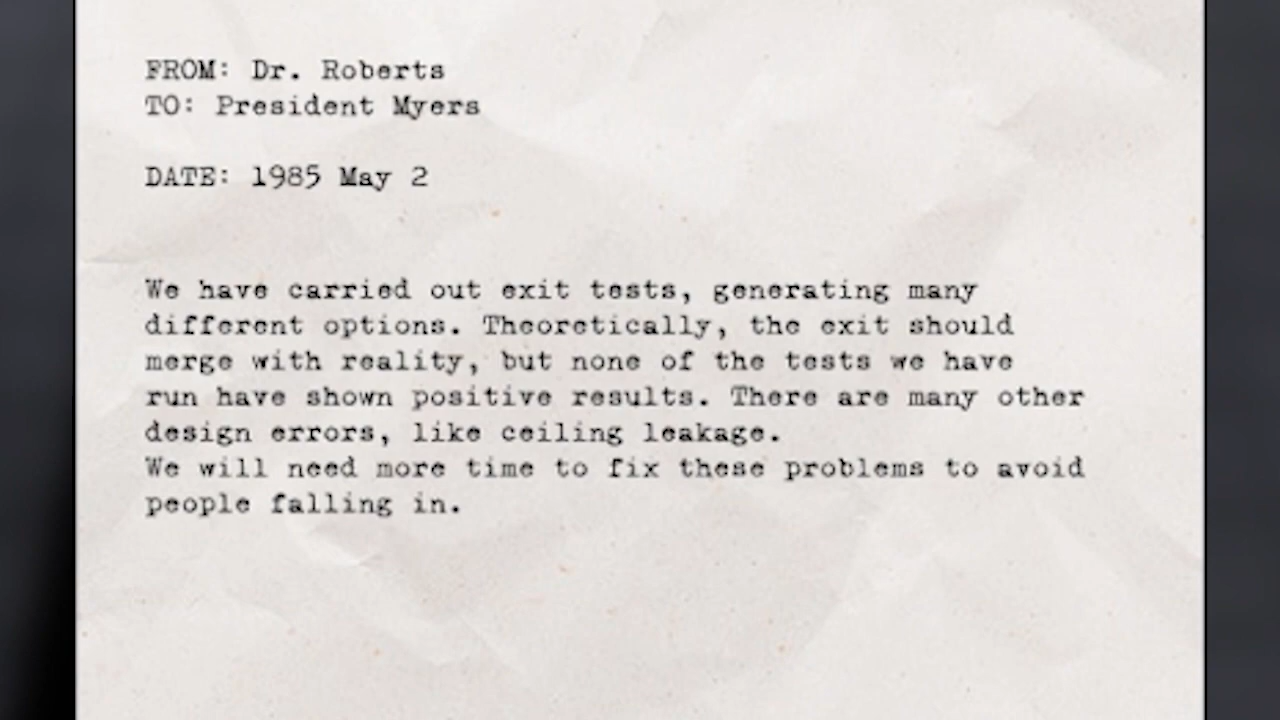 FROM: Dr. Roberts
TO: President Myers
DATE: 1985 May 2
We have carried out exit tests, generating many
different options. Theoretically, the exit should
merge with reality, but none of the tests we have
run have shown positive results. There are many other
design errors, like ceiling leakage.
We will need more time to fix these problems to avoid
people falling in.